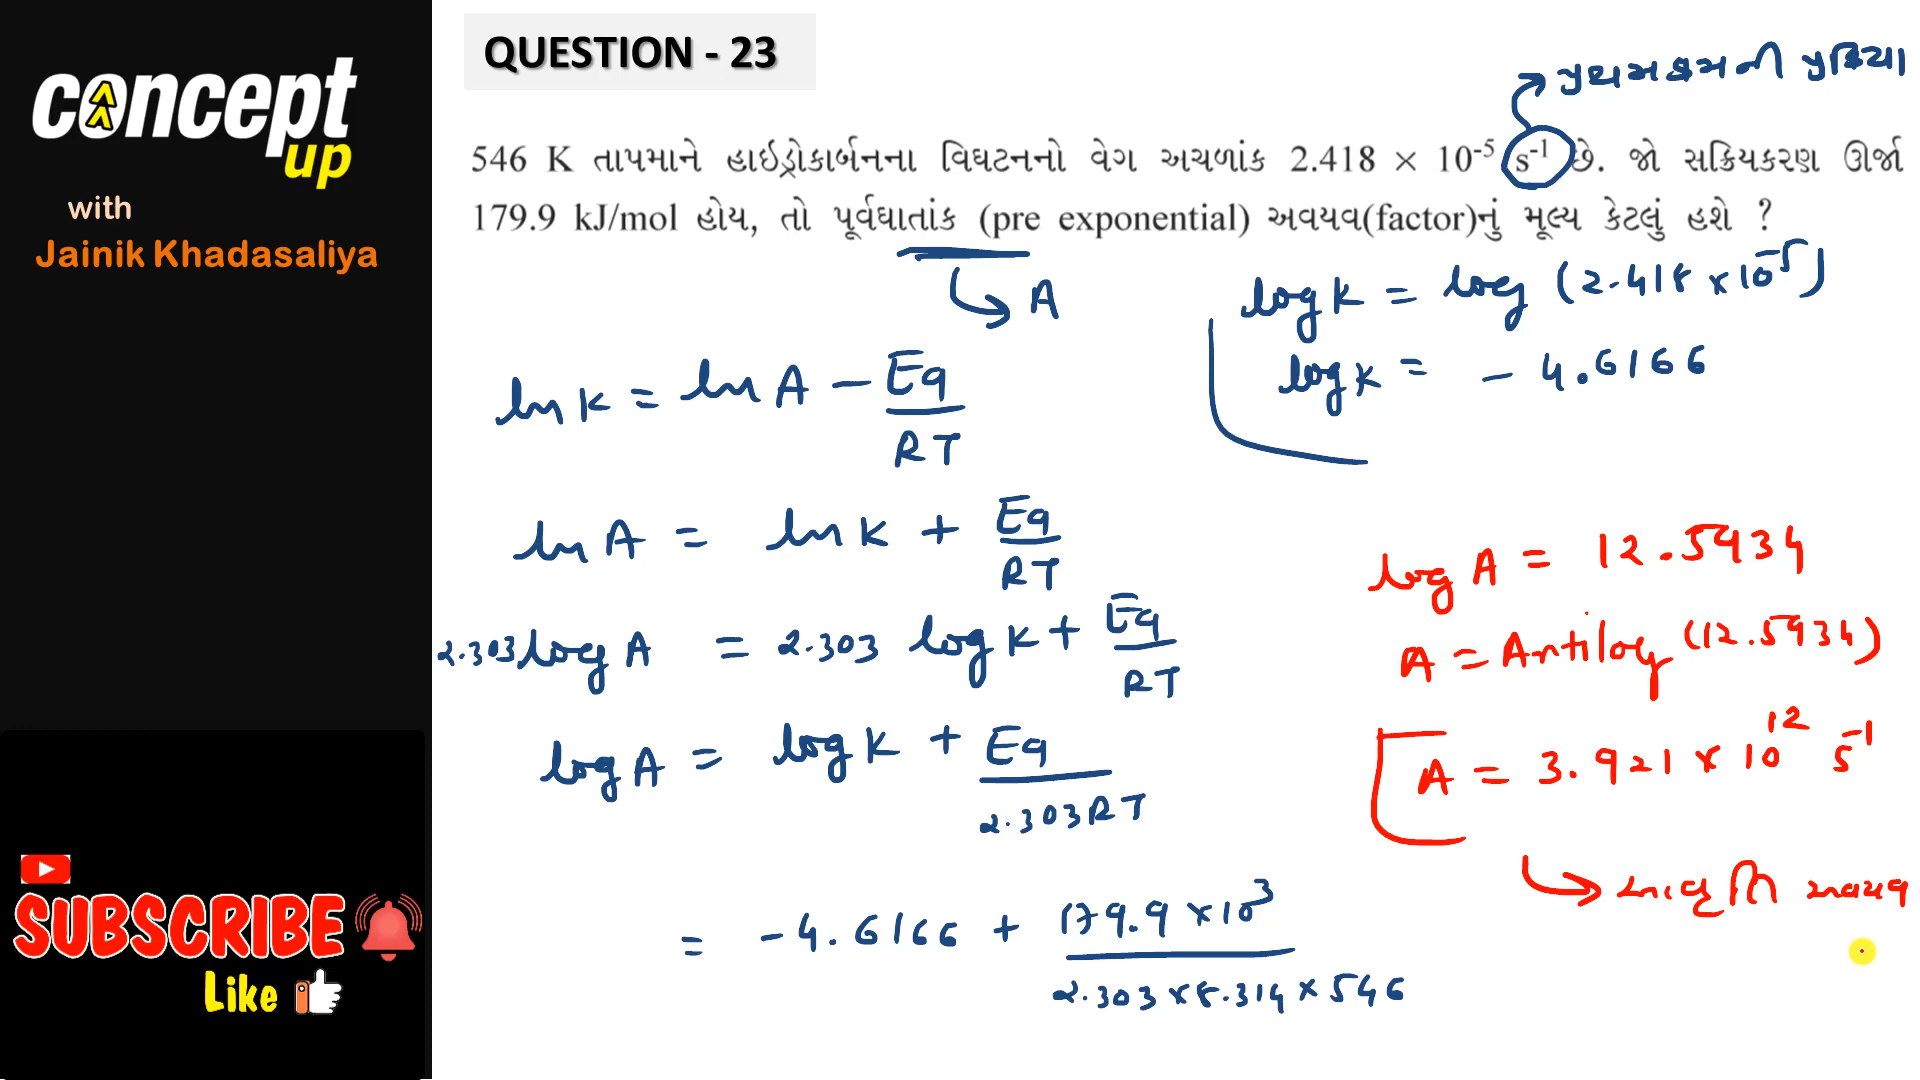 concept
up
with
Jainik Khadasaliya
SUBSCRIBE
Like
QUESTION - 23
પ્રથમક્રમની પ્રક્રિયા
546 K તાપમાને હાઇડ્રોકાર્બનના વિઘટનનો વેગ અચળાંક 2.418 × 10⁻⁵ s⁻¹ છે. જો સક્રિયકરણ ઊર્જા
179.9 kJ/mol હોય, તો પૂર્વઘાતાંક (pre exponential) અવયવ(factor)નું મૂલ્ય કેટલું હશે ?
A
log K = log (2.418 × 10⁻⁵)
log K = - 4.6166
ln K = ln A - Ea/RT
ln A = ln K + Ea/RT
2.303 log A = 2.303 log K + Ea/RT
log A = log K + Ea/2.303RT
= - 4.6166 + 179.9 × 10³/2.303 × 8.314 × 546
log A = 12.5934
A = Antilog (12.5934)
A = 3.921 × 10¹² s⁻¹
આવૃતિ અવયવ